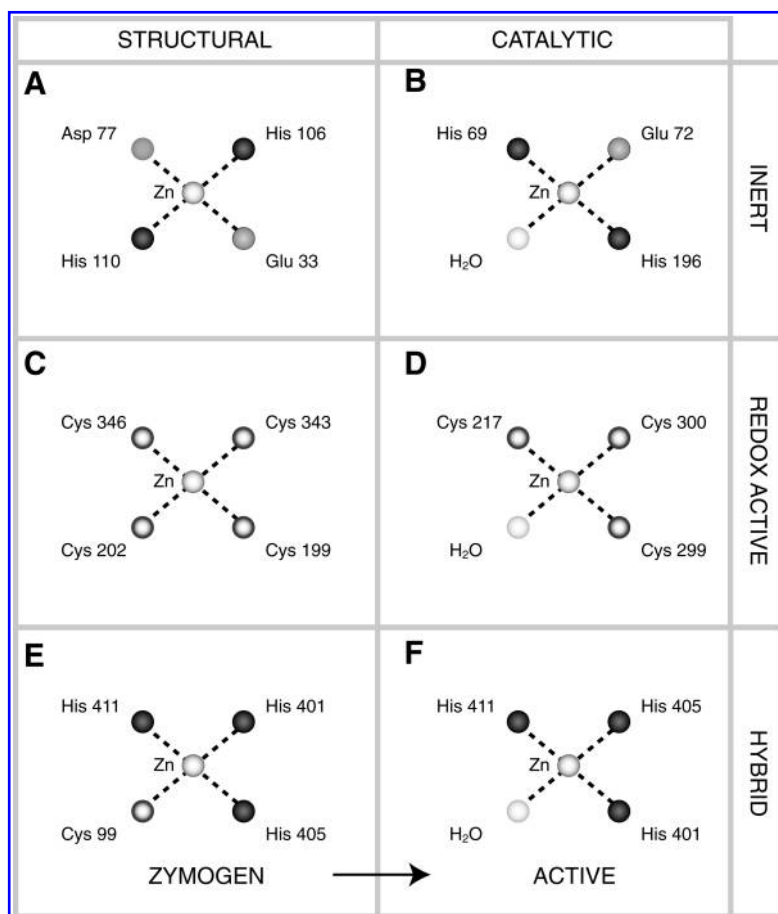 STRUCTURAL CATALYTIC
A B
Asp 77 His 106 His 69 Glu 72
Zn Zn
His 110 Glu 33 H₂O His 196
INERT
C D
Cys 346 Cys 343 Cys 217 Cys 300
Zn Zn
Cys 202 Cys 199 H₂O Cys 299
REDOX ACTIVE
E F
His 411 His 401 His 411 His 405
Zn Zn
Cys 99 His 405 H₂O His 401
HYBRID
ZYMOGEN ACTIVE